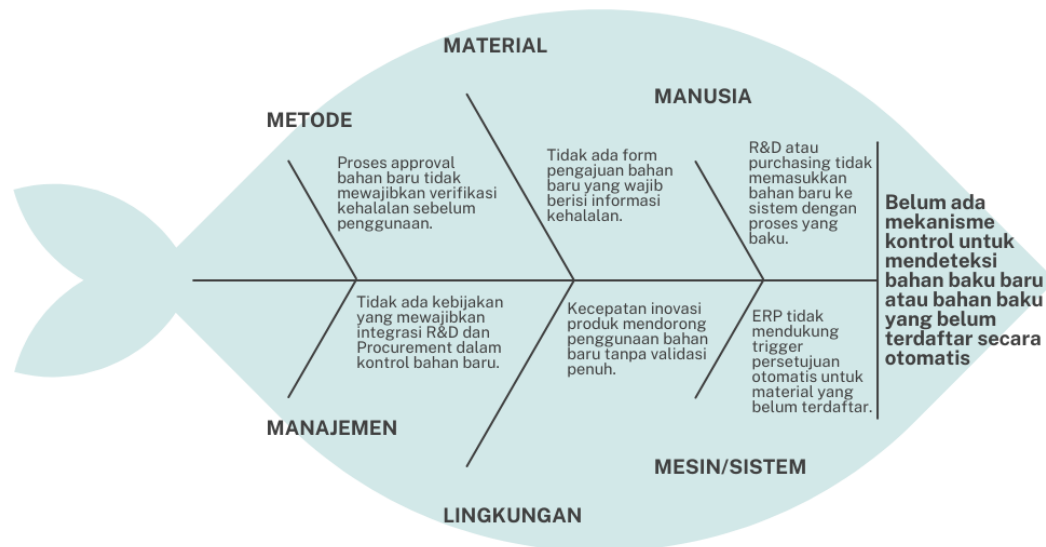 MATERIAL
MANUSIA
METODE
Proses approval
bahan baru tidak
mewajibkan verifikasi
kehalalan sebelum
penggunaan.
Tidak ada form
pengajuan bahan
baru yang wajib
berisi informasi
kehalalan.
R&D atau
purchasing tidak
memasukkan
bahan baru ke
sistem dengan
proses yang
baku.
Belum ada
mekanisme
kontrol untuk
mendeteksi
bahan baku baru
atau bahan baku
yang belum
terdaftar secara
otomatis
Tidak ada kebijakan
yang mewajibkan
integrasi R&D dan
Procurement dalam
kontrol bahan baru.
Kecepatan inovasi
produk mendorong
penggunaan bahan
baru tanpa validasi
penuh.
ERP tidak
mendukung
trigger
persetujuan
otomatis untuk
material yang
belum terdaftar.
MANAJEMEN
MESIN/SISTEM
LINGKUNGAN